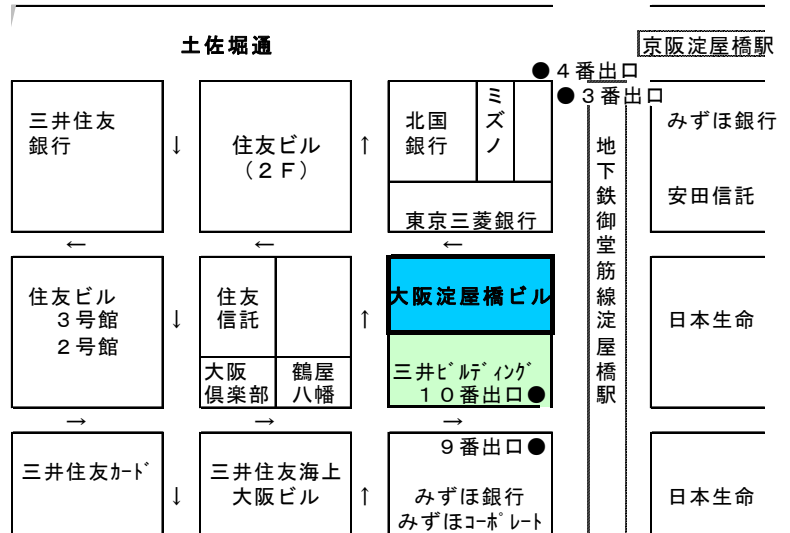 土佐堀通
京阪淀屋橋駅
●４番出口
●３番出口
三井住友
銀行
↓
住友ビル
（２Ｆ）
↑
北国
銀行
ミズノ
東京三菱銀行
みずほ銀行
安田信託
地下鉄御堂筋線淀屋橋駅
←
←
←
住友ビル
３号館
２号館
↓
住友
信託
大阪
倶楽部
鶴屋
八幡
↑
大阪淀屋橋ビル
三井ﾋﾞﾙﾃﾞｨﾝｸﾞ
１０番出口●
日本生命
→
→
→
三井住友ｶｰﾄﾞ
↓
三井住友海上
大阪ビル
↑
９番出口●
みずほ銀行
みずほｺｰﾎﾟﾚｰﾄ
日本生命